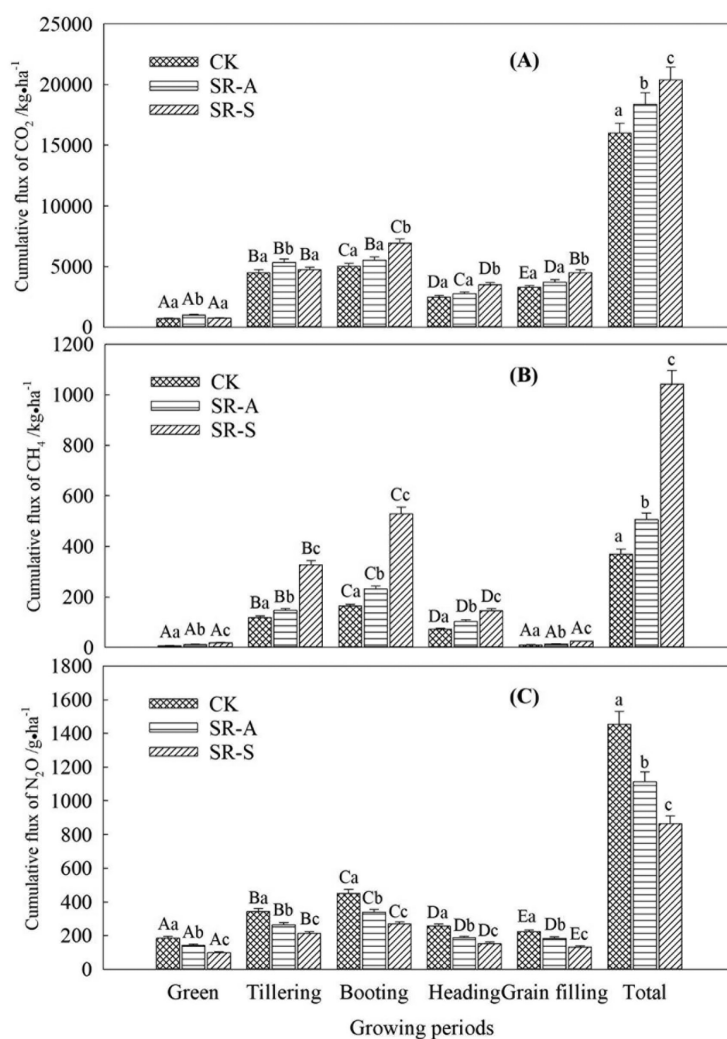 25000
20000
15000
10000
5000
0
Cumulative flux of CO₂ /kg•ha⁻¹
CK
SR-A
SR-S
(A)
Aa Ab Aa
Ba Bb Ba
Ca Ba Cb
Da Ca Db
Ea Da Bb
a b c
1200
1000
800
600
400
200
0
Cumulative flux of CH₄ /kg•ha⁻¹
CK
SR-A
SR-S
(B)
Aa Ab Ac
Ba Bb Bc
Ca Cb Cc
Da Db Dc
Aa Ab Ac
a b c
1800
1600
1400
1200
1000
800
600
400
200
0
Cumulative flux of N₂O /g•ha⁻¹
CK
SR-A
SR-S
(C)
Aa Ab Ac
Ba Bb Bc
Ca Cb Cc
Da Db Dc
Ea Db Ec
a b c
Green Tillering Booting Heading Grain filling Total
Growing periods